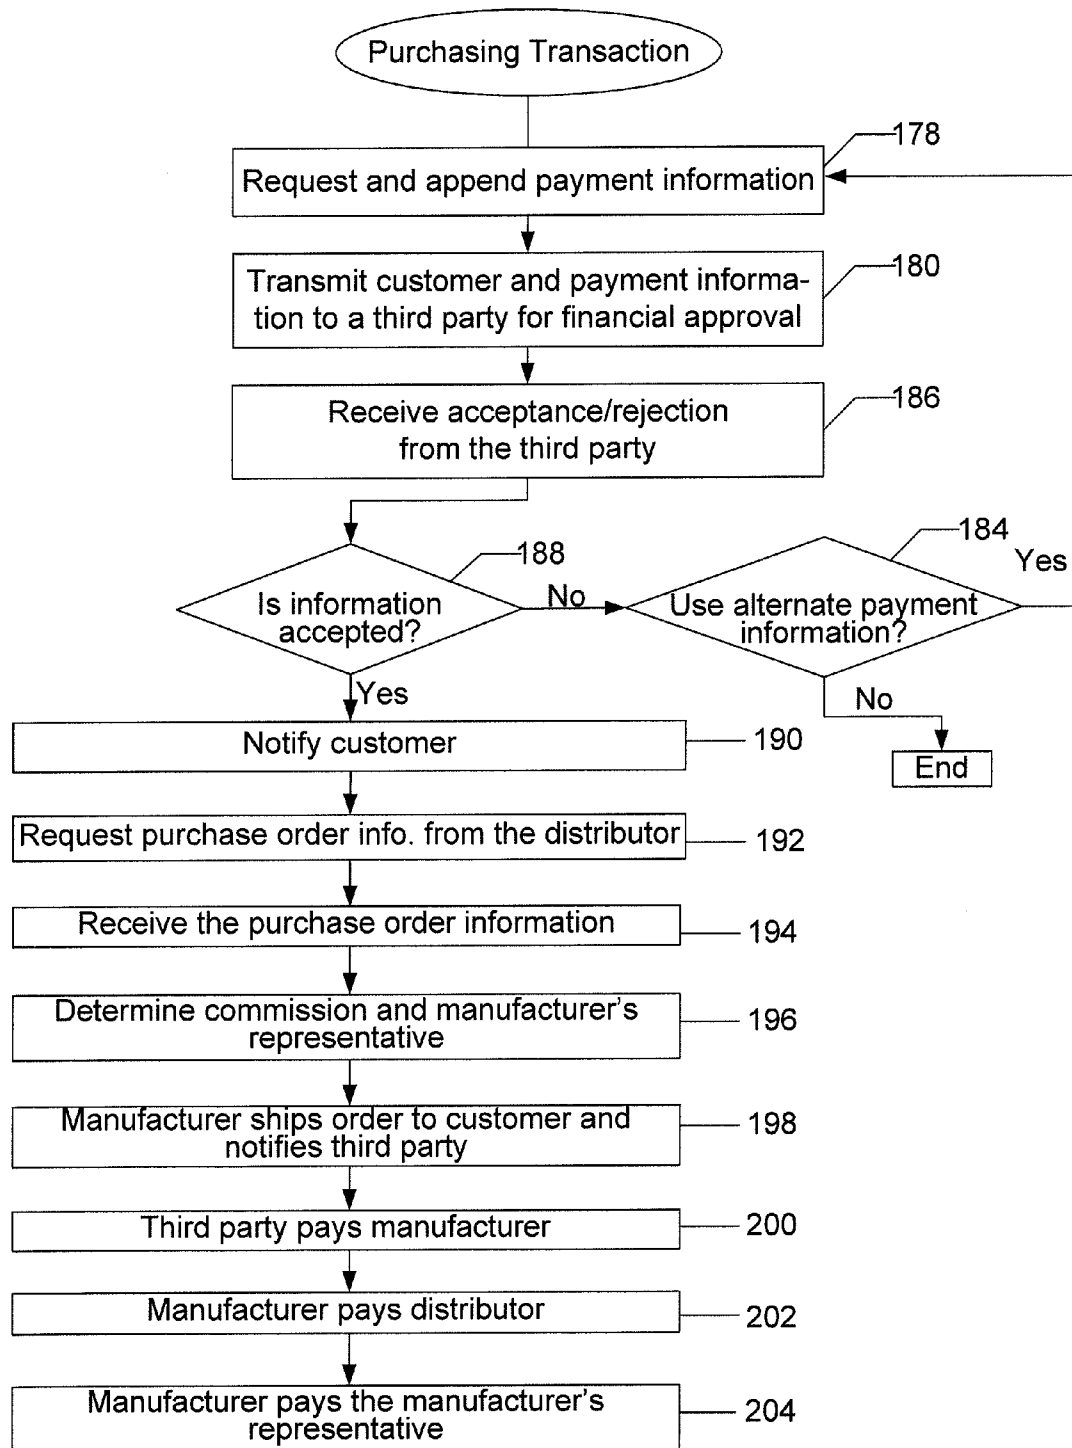 Purchasing Transaction
178
Request and append payment information
180
Transmit customer and payment informa-
tion to a third party for financial approval
186
Receive acceptance/rejection
from the third party
188
184
Yes
Is information
accepted?
No
Use alternate payment
information?
Yes
No
Notify customer
190
End
Request purchase order info. from the distributor
192
Receive the purchase order information
194
Determine commission and manufacturer's
representative
196
Manufacturer ships order to customer and
notifies third party
198
Third party pays manufacturer
200
Manufacturer pays distributor
202
Manufacturer pays the manufacturer's
representative
204